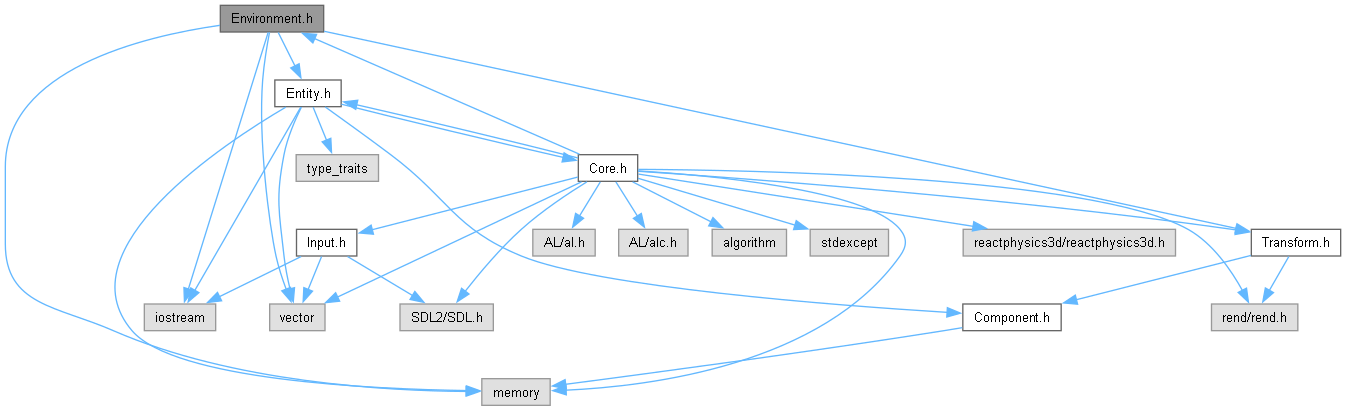 Environment.h
Entity.h
type_traits
Core.h
Input.h
AL/al.h
AL/alc.h
algorithm
stdexcept
reactphysics3d/reactphysics3d.h
Transform.h
iostream
vector
SDL2/SDL.h
Component.h
rend/rend.h
memory